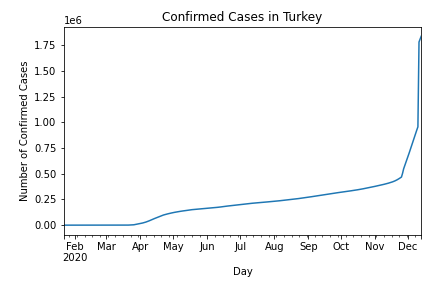 Confirmed Cases in Turkey
1e6
1.75
1.50
1.25
1.00
0.75
0.50
0.25
0.00
Number of Confirmed Cases
Feb Mar Apr May Jun Jul Aug Sep Oct Nov Dec
2020
Day